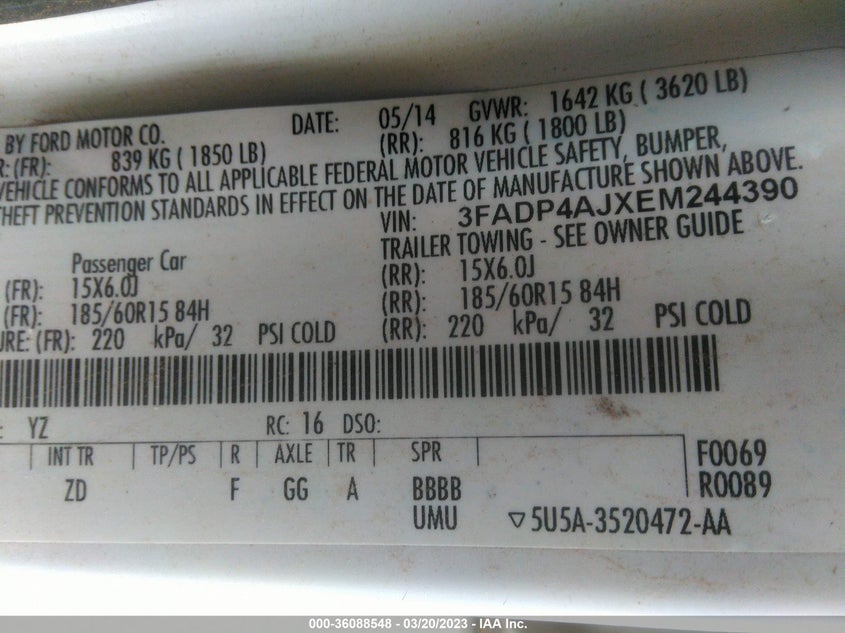 BY FORD MOTOR CO. DATE: 05/14 GVWR: 1642 KG ( 3620 LB)
(FR): 839 KG ( 1850 LB) (RR): 816 KG ( 1800 LB)
VEHICLE CONFORMS TO ALL APPLICABLE FEDERAL MOTOR VEHICLE SAFETY, BUMPER,
THEFT PREVENTION STANDARDS IN EFFECT ON THE DATE OF MANUFACTURE SHOWN ABOVE.
VIN: 3FADP4AJXEM244390
Passenger Car TRAILER TOWING - SEE OWNER GUIDE
(FR): 15X6.0J (RR): 15X6.0J
(FR): 185/60R15 84H (RR): 185/60R15 84H
URE: (FR): 220 kPa/ 32 PSI COLD (RR): 220 kPa/ 32 PSI COLD
: YZ RC: 16 DSO:
INT TR TP/PS R AXLE TR SPR F0069
ZD F GG A BBBB R0089
UMU ▽5U5A-3520472-AA
000-36088548 - 03/20/2023 - IAA Inc.